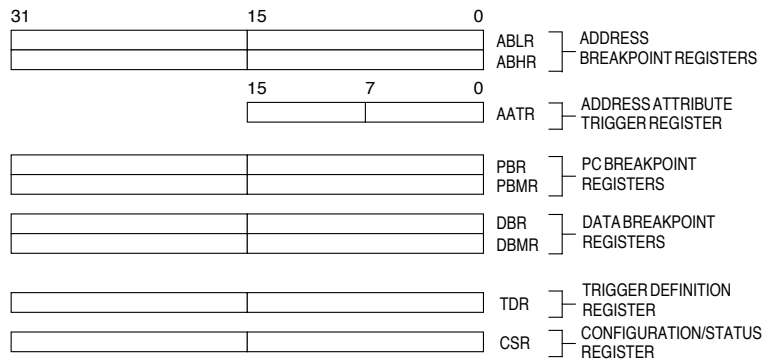 31 15 0
ABLR ADDRESS
ABHR BREAKPOINT REGISTERS
15 7 0
AATR ADDRESS ATTRIBUTE
TRIGGER REGISTER
PBR PC BREAKPOINT
PBMR REGISTERS
DBR DATA BREAKPOINT
DBMR REGISTERS
TDR TRIGGER DEFINITION
REGISTER
CSR CONFIGURATION/STATUS
REGISTER